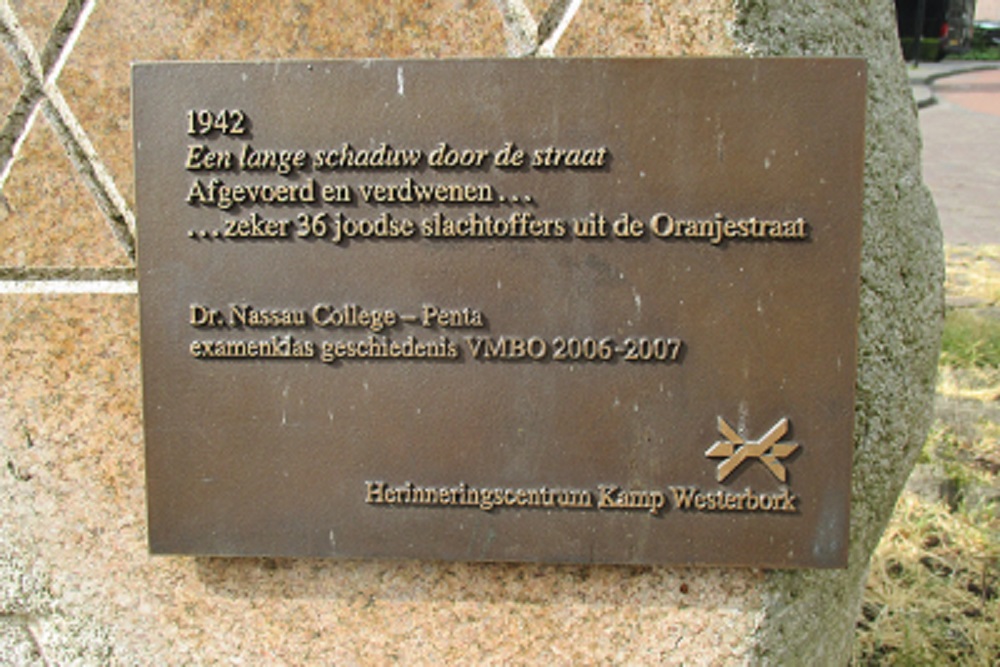 1942
Een lange schaduw door de straat
Afgevoerd en verdwenen...
...zeker 36 joodse slachtoffers uit de Oranjestraat
Dr. Nassau College – Penta
examenklas geschiedenis VMBO 2006-2007
Herinneringscentrum Kamp Westerbork